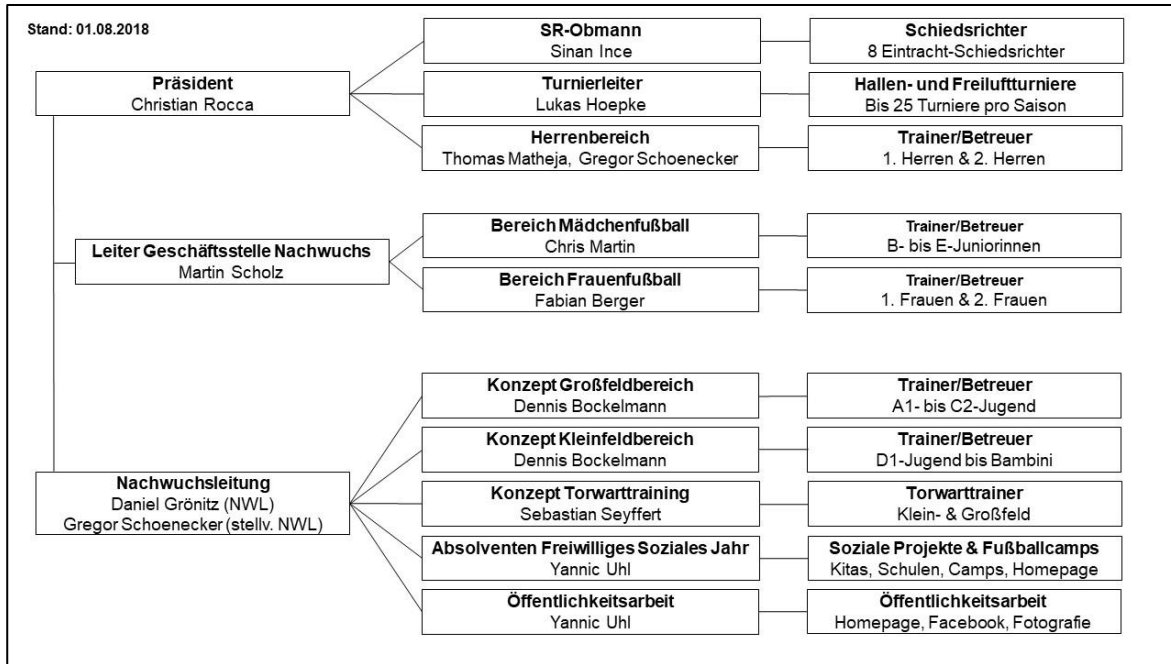 Stand: 01.08.2018
Präsident
Christian Rocca
SR-Obmann
Sinan Ince
Schiedsrichter
8 Eintracht-Schiedsrichter
Turnierleiter
Lukas Hoepke
Hallen- und Freiluftturniere
Bis 25 Turniere pro Saison
Herrenbereich
Thomas Matheja, Gregor Schoenecker
Trainer/Betreuer
1. Herren & 2. Herren
Leiter Geschäftsstelle Nachwuchs
Martin Scholz
Bereich Mädchenfußball
Chris Martin
Trainer/Betreuer
B- bis E-Juniorinnen
Bereich Frauenfußball
Fabian Berger
Trainer/Betreuer
1. Frauen & 2. Frauen
Nachwuchsleitung
Daniel Grönitz (NWL)
Gregor Schoenecker (stellv. NWL)
Konzept Großfeldbereich
Dennis Bockelmann
Trainer/Betreuer
A1- bis C2-Jugend
Konzept Kleinfeldbereich
Dennis Bockelmann
Trainer/Betreuer
D1-Jugend bis Bambini
Konzept Torwarttraining
Sebastian Seyffert
Torwarttrainer
Klein- & Großfeld
Absolventen Freiwilliges Soziales Jahr
Yannic Uhl
Soziale Projekte & Fußballcamps
Kitas, Schulen, Camps, Homepage
Öffentlichkeitsarbeit
Yannic Uhl
Öffentlichkeitsarbeit
Homepage, Facebook, Fotografie